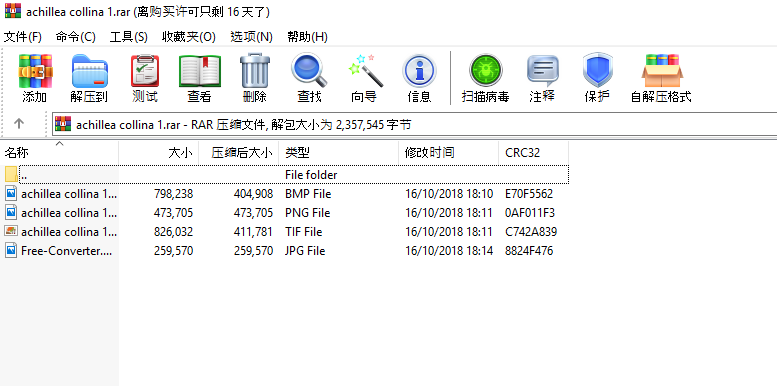 achillea collina 1.rar (离购买许可只剩 16 天了)
文件(F) 命令(C) 工具(S) 收藏夹(O) 选项(N) 帮助(H)
添加 解压到 测试 查看 删除 查找 向导 信息 扫描病毒 注释 保护 自解压格式
achillea collina 1.rar - RAR 压缩文件, 解包大小为 2,357,545 字节
名称 大小 压缩后大小 类型 修改时间 CRC32
.. File folder
achillea collina 1... 798,238 404,908 BMP File 16/10/2018 18:10 E70F5562
achillea collina 1... 473,705 473,705 PNG File 16/10/2018 18:11 0AF011F3
achillea collina 1... 826,032 411,781 TIF File 16/10/2018 18:11 C742A839
Free-Converter.... 259,570 259,570 JPG File 16/10/2018 18:14 8824F476